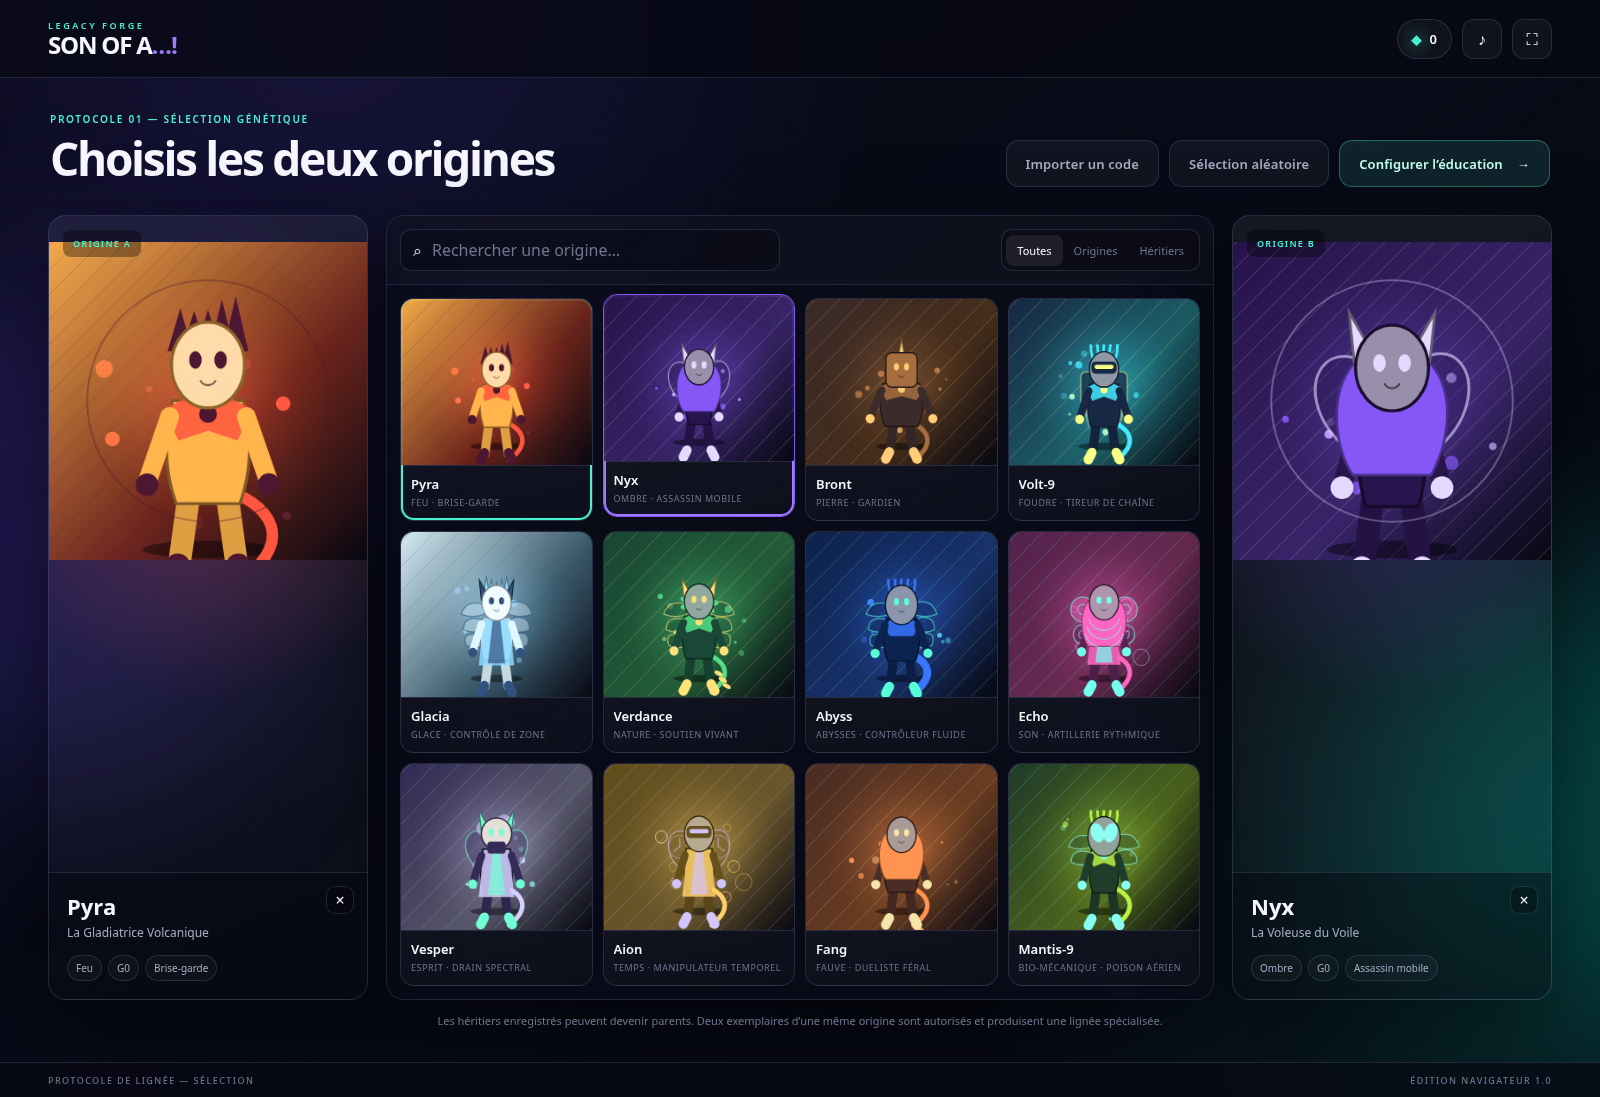 LEGACY FORGE
SON OF A...!
◆ 0
PROTOCOLE 01 — SÉLECTION GÉNÉTIQUE
Choisis les deux origines
Importer un code
Sélection aléatoire
Configurer l'éducation →
ORIGINE A
Pyra
La Gladiatrice Volcanique
Feu
G0
Brise-garde
Rechercher une origine...
Toutes
Origines
Héritiers
Pyra
FEU · BRISE-GARDE
Nyx
OMBRE · ASSASSIN MOBILE
Bront
PIERRE · GARDIEN
Volt-9
FOUDRE · TIREUR DE CHAÎNE
Glacia
GLACE · CONTRÔLE DE ZONE
Verdance
NATURE · SOUTIEN VIVANT
Abyss
ABYSSES · CONTRÔLEUR FLUIDE
Echo
SON · ARTILLERIE RYTHMIQUE
Vesper
ESPRIT · DRAIN SPECTRAL
Aion
TEMPS · MANIPULATEUR TEMPOREL
Fang
FAUVE · DUELISTE FÉRAL
Mantis-9
BIO-MÉCANIQUE · POISON AÉRIEN
ORIGINE B
Nyx
La Voleuse du Voile
Ombre
G0
Assassin mobile
Les héritiers enregistrés peuvent devenir parents. Deux exemplaires d'une même origine sont autorisés et produisent une lignée spécialisée.
PROTOCOLE DE LIGNÉE — SÉLECTION
ÉDITION NAVIGATEUR 1.0